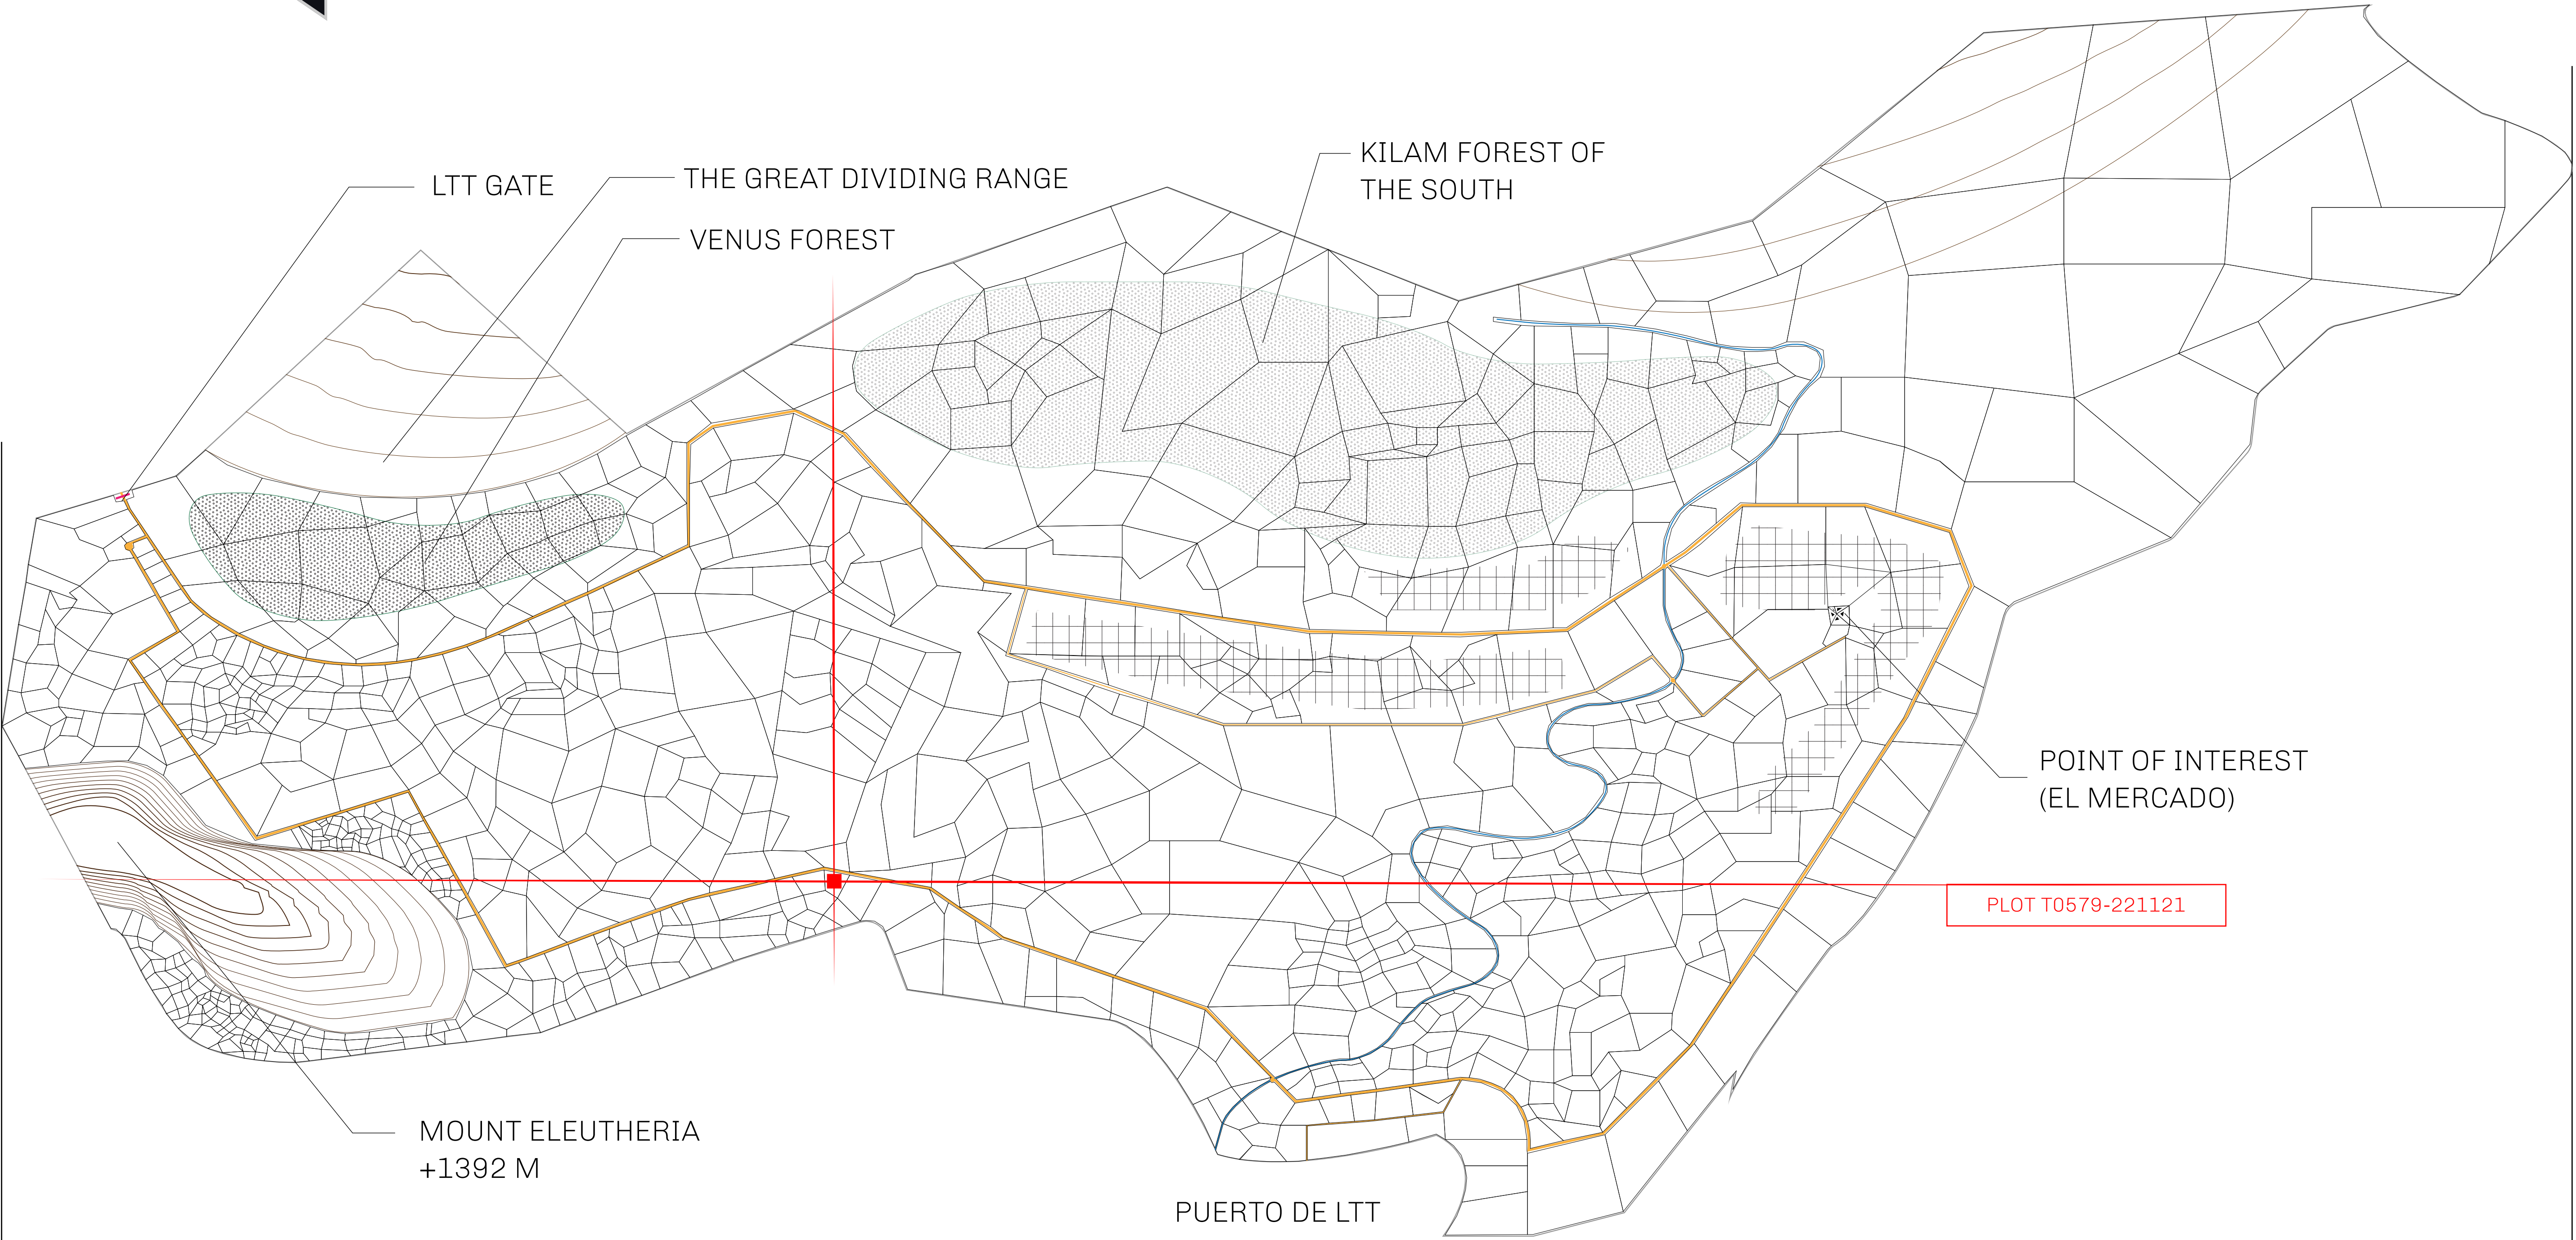 KILAM FOREST OF
THE SOUTH
LTT GATE
THE GREAT DIVIDING RANGE
VENUS FOREST
POINT OF INTEREST
(EL MERCADO)
PLOT T0579-221121
MOUNT ELEUTHERIA
+1392 M
PUERTO DE LTT